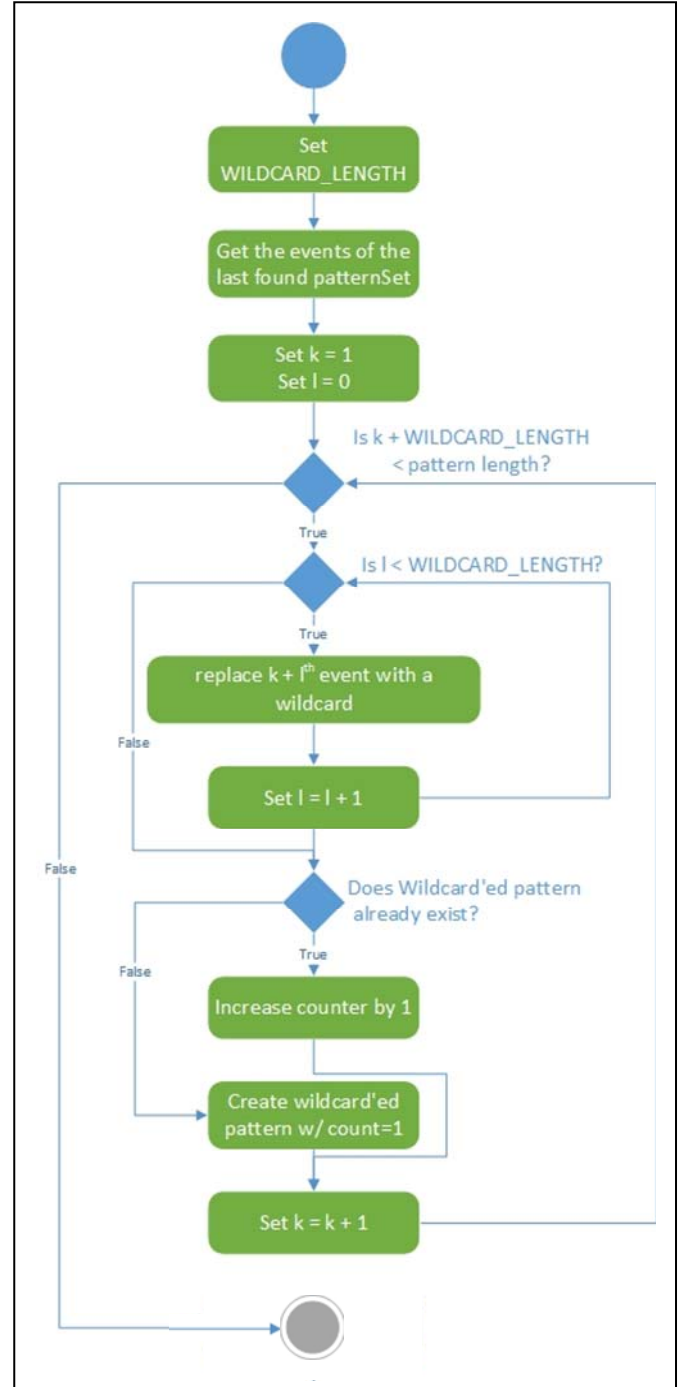 Set
WILDCARD_LENGTH
Get the events of the
last found patternSet
Set k = 1
Set l = 0
Is k + WILDCARD_LENGTH
< pattern length?
True
Is l < WILDCARD_LENGTH?
True
replace k + lth event with a
wildcard
False
Set l = l + 1
False
Does Wildcard'ed pattern
already exist?
True
False
Increase counter by 1
Create wildcard'ed
pattern w/ count=1
Set k = k + 1